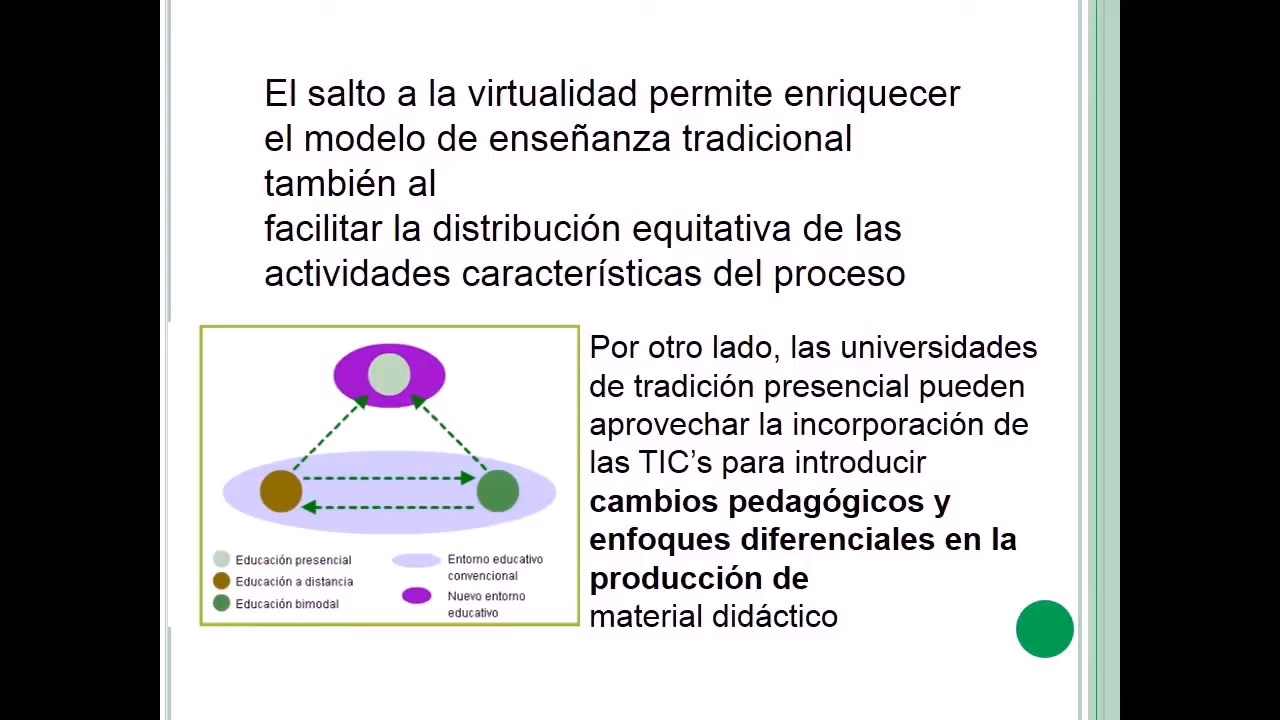 El salto a la virtualidad permite enriquecer
el modelo de enseñanza tradicional
también al
facilitar la distribución equitativa de las
actividades características del proceso
Por otro lado, las universidades
de tradición presencial pueden
aprovechar la incorporación de
las TIC’s para introducir
cambios pedagógicos y
enfoques diferenciales en la
producción de
material didáctico
Educación presencial
Educación a distancia
Educación bimodal
Entorno educativo
convencional
Nuevo entorno
educativo